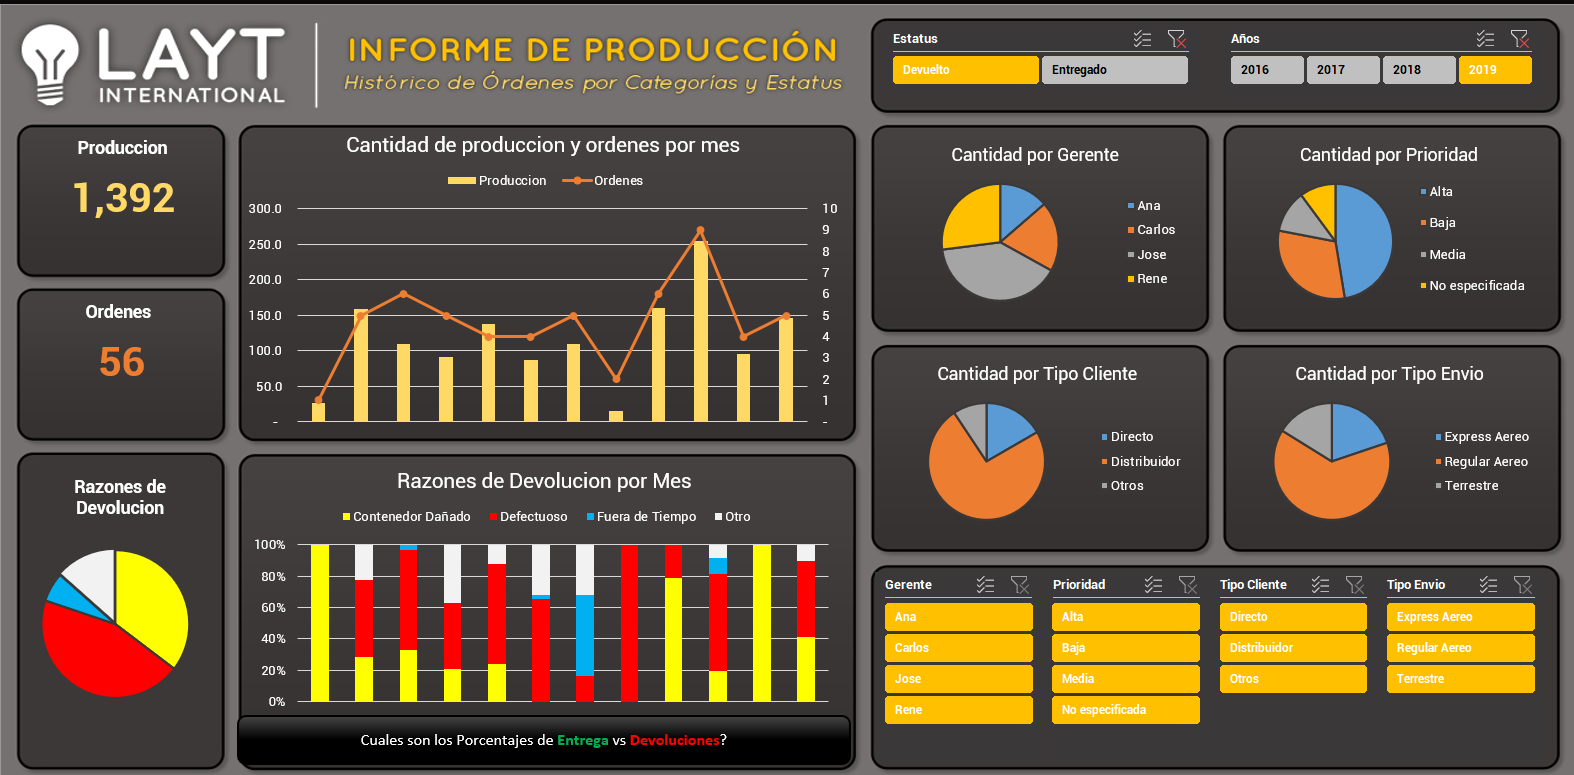 LAYT
INTERNATIONAL
INFORME DE PRODUCCIÓN
Histórico de Órdenes por Categorías y Estatus
Estatus
Devuelto
Entregado
Años
2016
2017
2018
2019
Produccion
1,392
Ordenes
56
Cantidad de produccion y ordenes por mes
Produccion
Ordenes
300.0
250.0
200.0
150.0
100.0
50.0
-
10
9
8
7
6
5
4
3
2
1
-
Cantidad por Gerente
Ana
Carlos
Jose
Rene
Cantidad por Prioridad
Alta
Baja
Media
No especificada
Cantidad por Tipo Cliente
Directo
Distribuidor
Otros
Cantidad por Tipo Envio
Express Aereo
Regular Aereo
Terrestre
Razones de
Devolucion
Razones de Devolucion por Mes
Contenedor Dañado
Defectuoso
Fuera de Tiempo
Otro
100%
80%
60%
40%
20%
0%
Cuales son los Porcentajes de Entrega vs Devoluciones?
Gerente
Ana
Carlos
Jose
Rene
Prioridad
Alta
Baja
Media
No especificada
Tipo Cliente
Directo
Distribuidor
Otros
Tipo Envio
Express Aereo
Regular Aereo
Terrestre